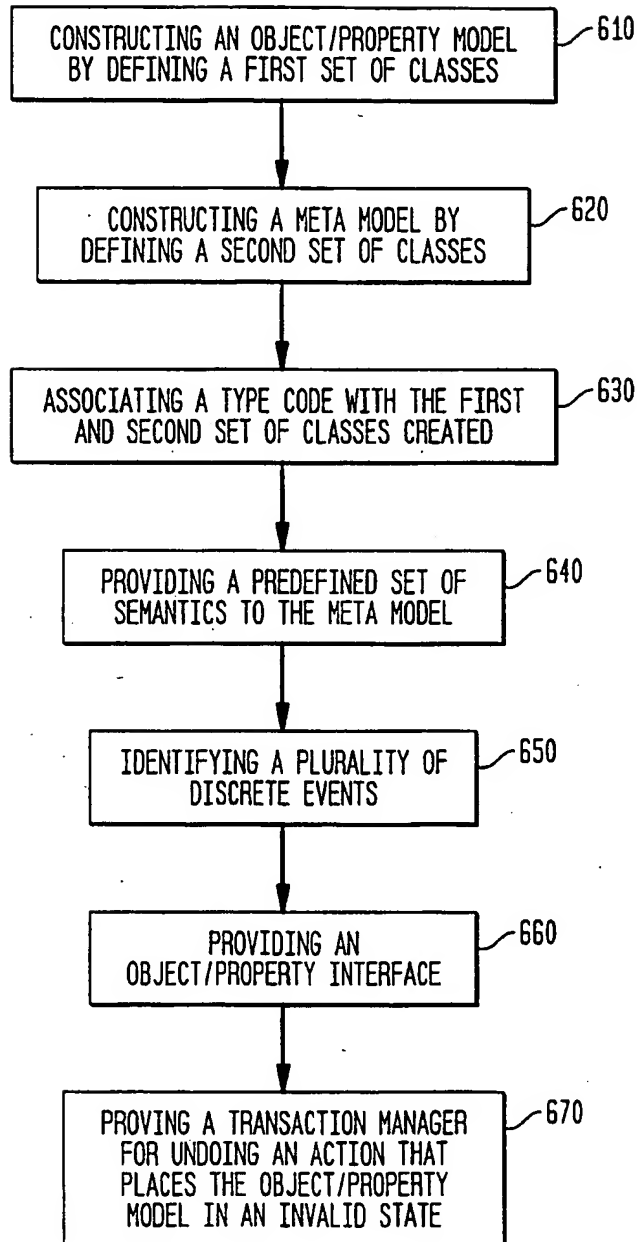 CONSTRUCTING AN OBJECT/PROPERTY MODEL
BY DEFINING A FIRST SET OF CLASSES
610
CONSTRUCTING A META MODEL BY
DEFINING A SECOND SET OF CLASSES
620
ASSOCIATING A TYPE CODE WITH THE FIRST
AND SECOND SET OF CLASSES CREATED
630
PROVIDING A PREDEFINED SET OF
SEMANTICS TO THE META MODEL
640
IDENTIFYING A PLURALITY OF
DISCRETE EVENTS
650
PROVIDING AN
OBJECT/PROPERTY INTERFACE
660
PROVING A TRANSACTION MANAGER
FOR UNDOING AN ACTION THAT
PLACES THE OBJECT/PROPERTY
MODEL IN AN INVALID STATE
670